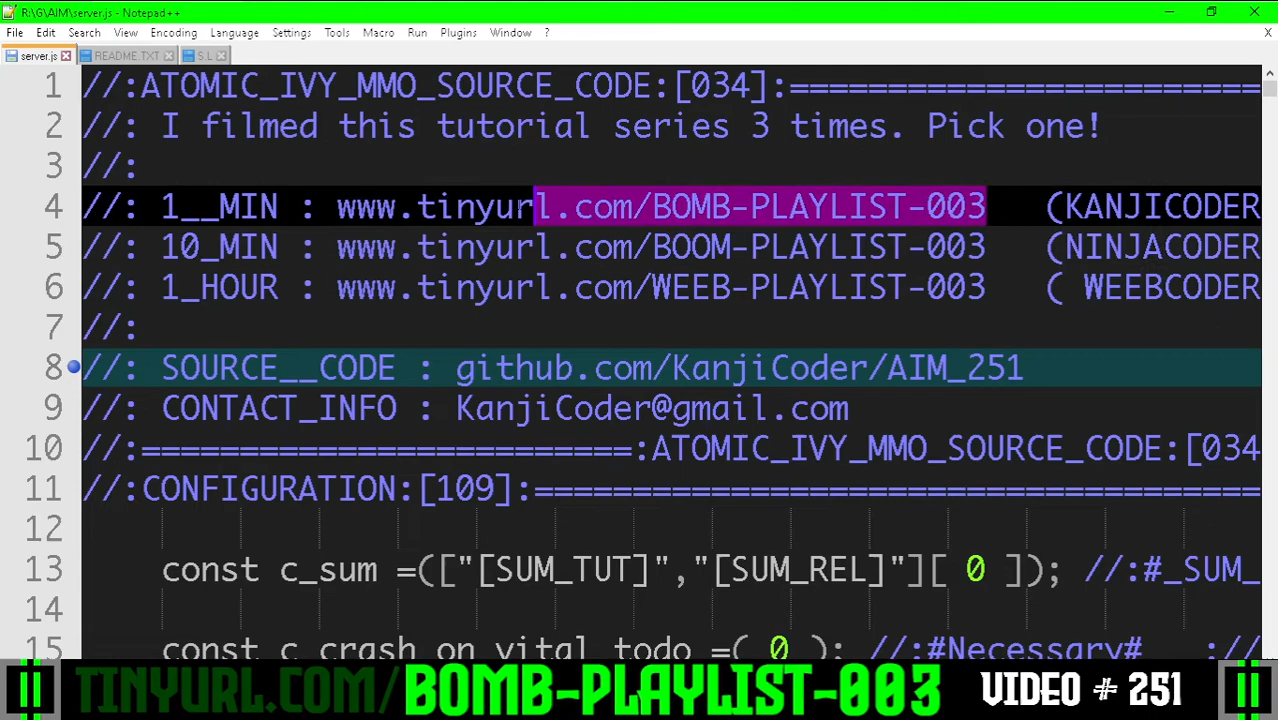 R:\G\AIM\server.js - Notepad++
File Edit Search View Encoding Language Settings Tools Macro Run Plugins Window ? X
server.js README_TXT S.L
1 //:ATOMIC_IVY_MMO_SOURCE_CODE:[034]:========================
2 //: I filmed this tutorial series 3 times. Pick one!
3 //:
4 //: 1__MIN : www.tinyurl.com/BOMB-PLAYLIST-003 (KANJICODER
5 //: 10_MIN : www.tinyurl.com/BOOM-PLAYLIST-003 (NINJACODER
6 //: 1_HOUR : www.tinyurl.com/WEEB-PLAYLIST-003 ( WEEBCODER
7 //:
8 //: SOURCE__CODE : github.com/KanjiCoder/AIM_251
9 //: CONTACT_INFO : KanjiCoder@gmail.com
10 //:=========================:ATOMIC_IVY_MMO_SOURCE_CODE:[034
11 //:CONFIGURATION:[109]:=====================================
12
13 const c_sum =(["[SUM_TUT]","[SUM_REL]"][ 0 ]); //:#_SUM_
14
15 const c_crash_on_vital_todo =( 0 ); //:#Necessary# ://
TINYURL.COM/BOMB-PLAYLIST-003 VIDEO # 251